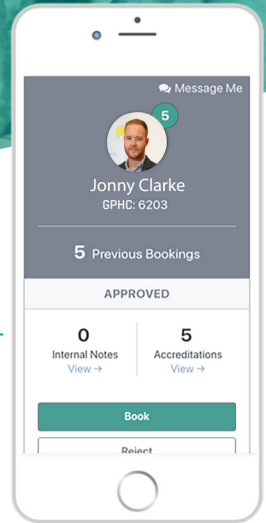 Message Me
5
Jonny Clarke
GPHC: 6203
5 Previous Bookings
APPROVED
0
Internal Notes
View →
5
Accreditations
View →
Book
Reject